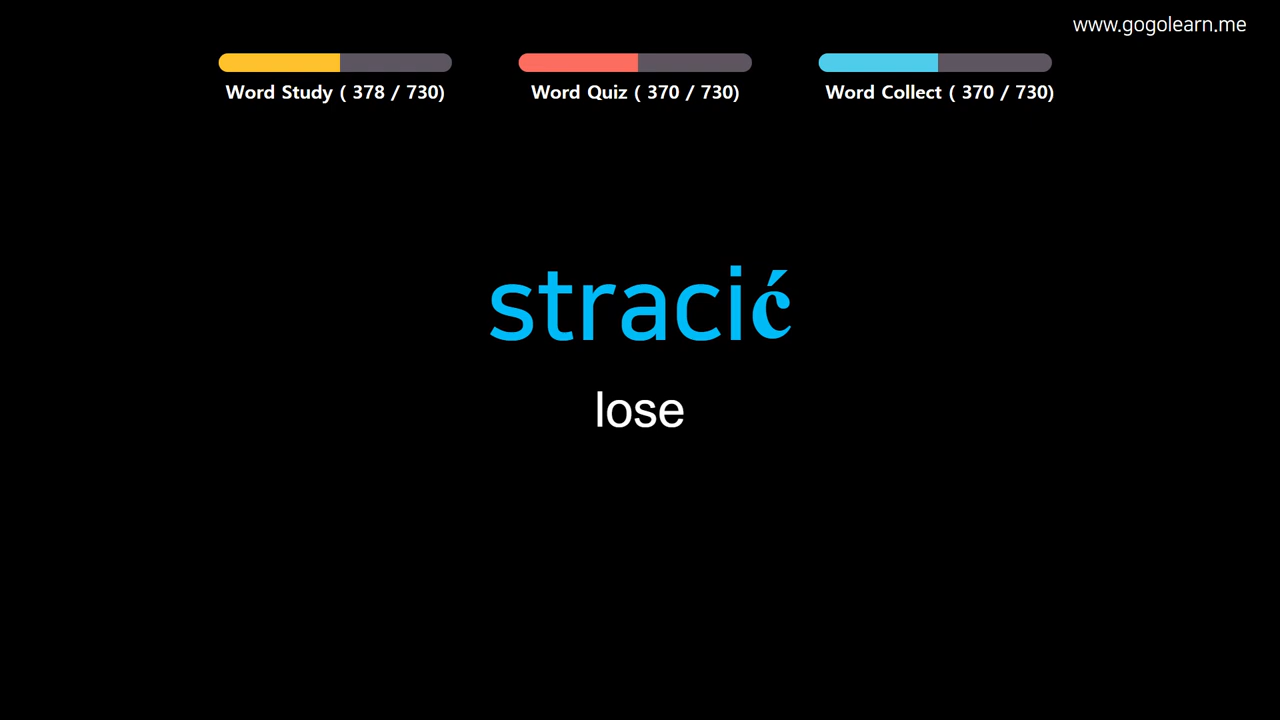 www.gogolearn.me
Word Study ( 378 / 730)
Word Quiz ( 370 / 730)
Word Collect ( 370 / 730)
stracić
lose